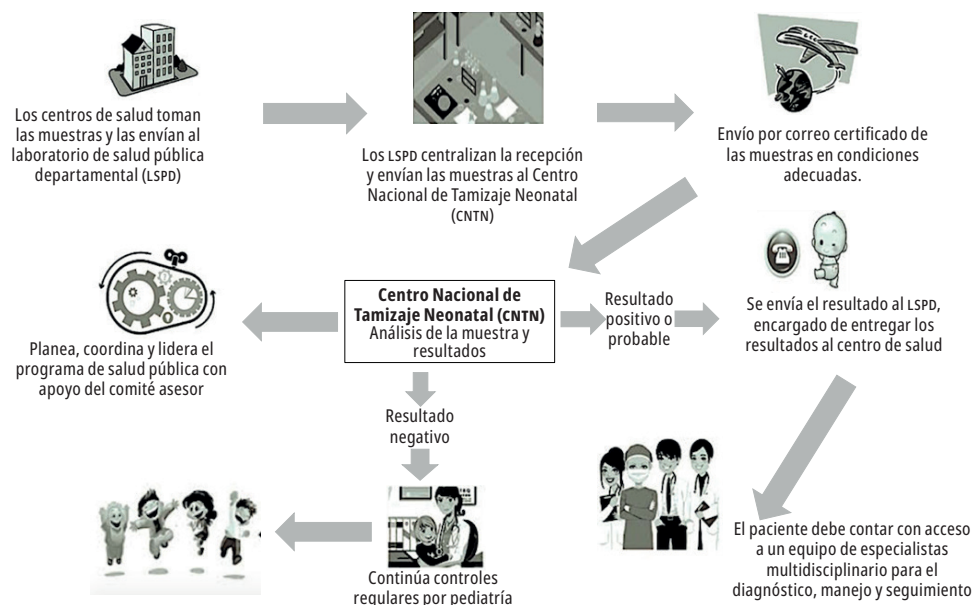 Los centros de salud toman
las muestras y las envían al
laboratorio de salud pública
departamental (LSPD)
Los LSPD centralizan la recepción
y envían las muestras al Centro
Nacional de Tamizaje Neonatal
(CNTN)
Envío por correo certificado de
las muestras en condiciones
adecuadas.
Planea, coordina y lidera el
programa de salud pública con
apoyo del comité asesor
Centro Nacional de
Tamizaje Neonatal (CNTN)
Análisis de la muestra y
resultados
Resultado
positivo o
probable
Se envía el resultado al LSPD,
encargado de entregar los
resultados al centro de salud
Resultado
negativo
Continúa controles
regulares por pediatría
El paciente debe contar con acceso
a un equipo de especialistas
multidisciplinario para el
diagnóstico, manejo y seguimiento